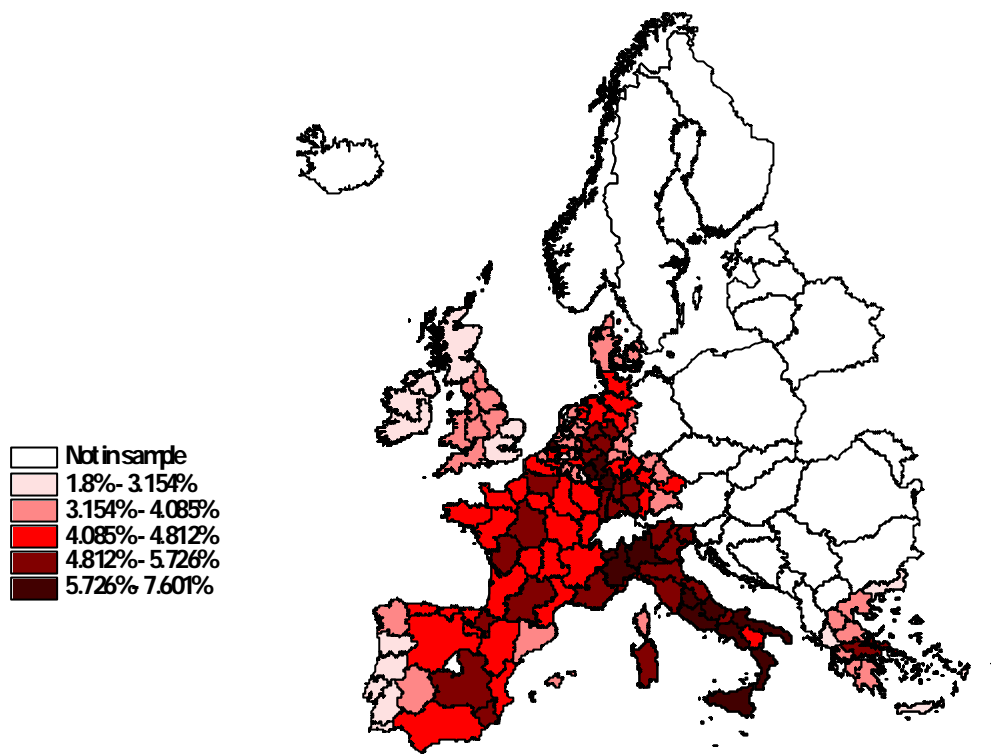 Not in sample
1.8% - 3.154%
3.154% - 4.085%
4.085% - 4.812%
4.812% - 5.726%
5.726% - 7.601%